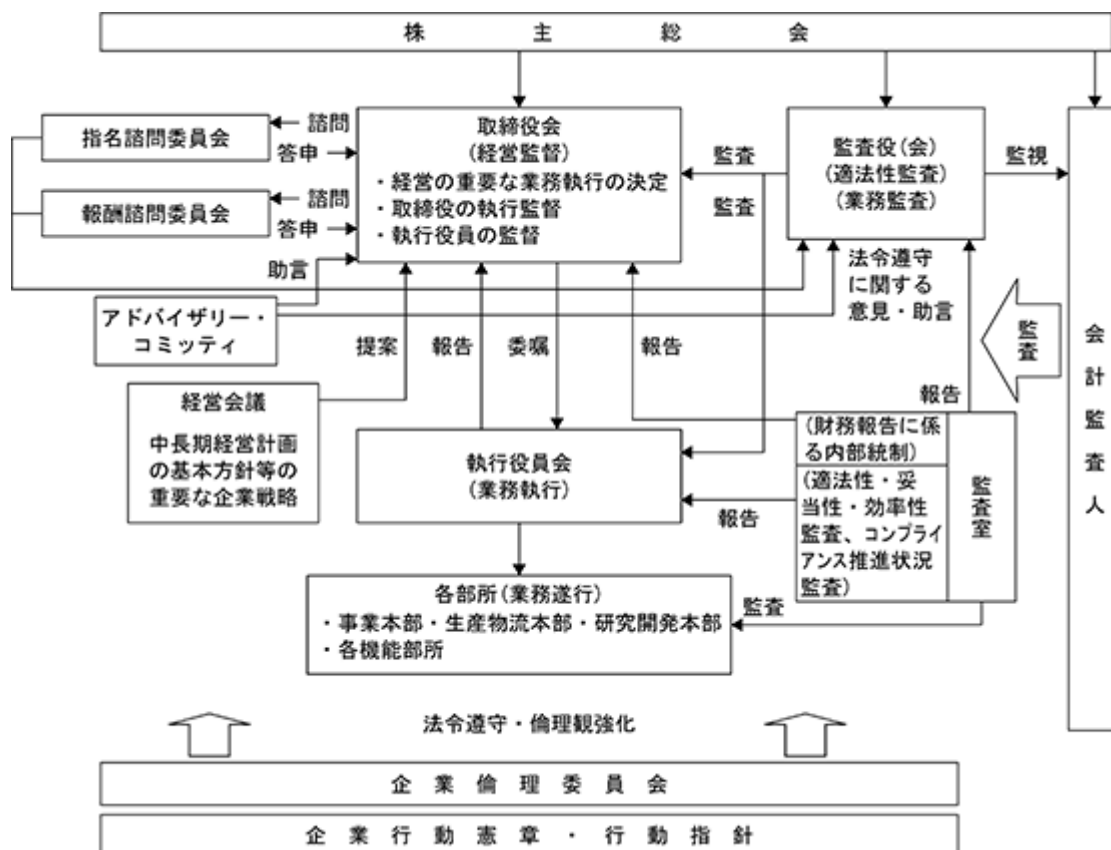 株主総会
指名諮問委員会
諮問
答申
報酬諮問委員会
諮問
答申
取締役会
(経営監督)
・経営の重要な業務執行の決定
・取締役の執行監督
・執行役員の監督
監査
監査
監査役(会)
(適法性監査)
(業務監査)
監視
助言
アドバイザリー・
コミッティ
法令遵守
に関する
意見・助言
提案
報告
委嘱
報告
監査
会計監査人
経営会議
中長期経営計画
の基本方針等の
重要な企業戦略
執行役員会
(業務執行)
報告
報告
(財務報告に係
る内部統制)
(適法性・妥
当性・効率性
監査、コンプライ
アンス推進状況
監査)
監査室
各部所(業務遂行)
・事業本部・生産物流本部・研究開発本部
・各機能部所
監査
法令遵守・倫理観強化
企業倫理委員会
企業行動憲章・行動指針